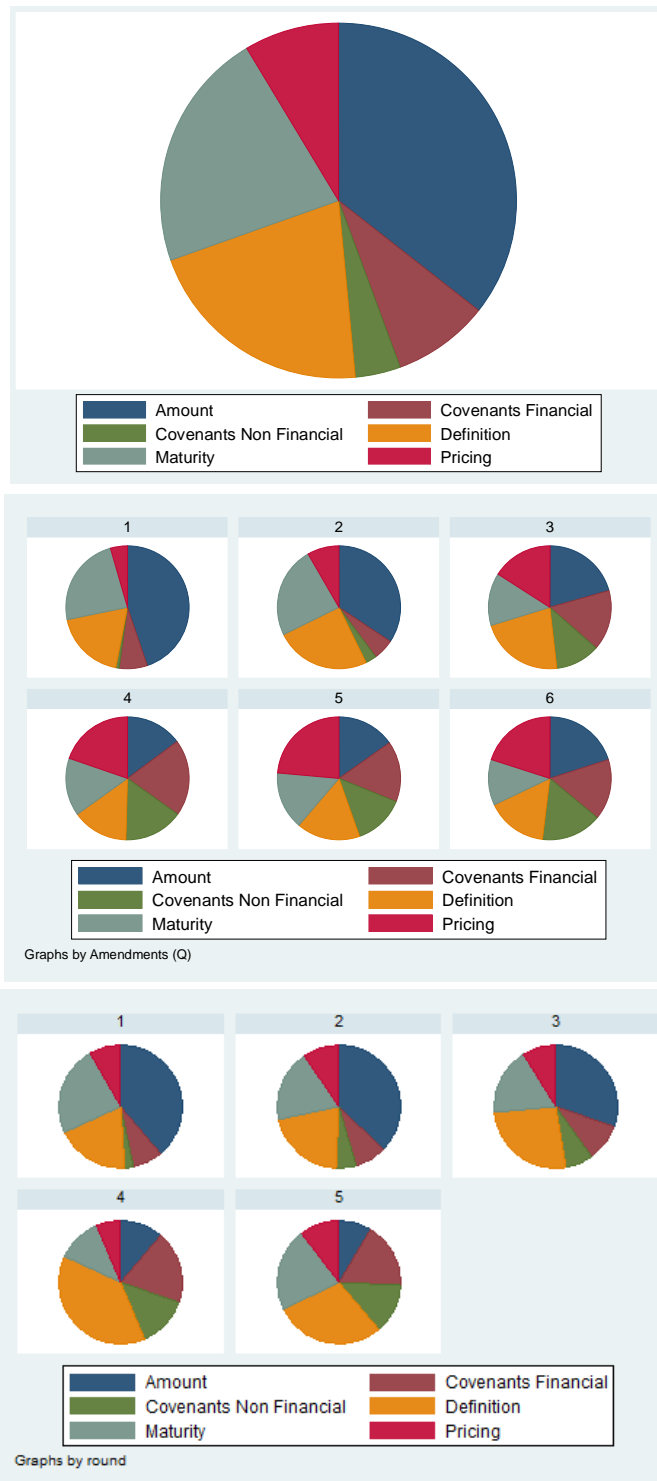 Amount Covenants Financial
Covenants Non Financial Definition
Maturity Pricing
1 2 3
4 5 6
Amount Covenants Financial
Covenants Non Financial Definition
Maturity Pricing
Graphs by Amendments (Q)
1 2 3
4 5
Amount Covenants Financial
Covenants Non Financial Definition
Maturity Pricing
Graphs by round